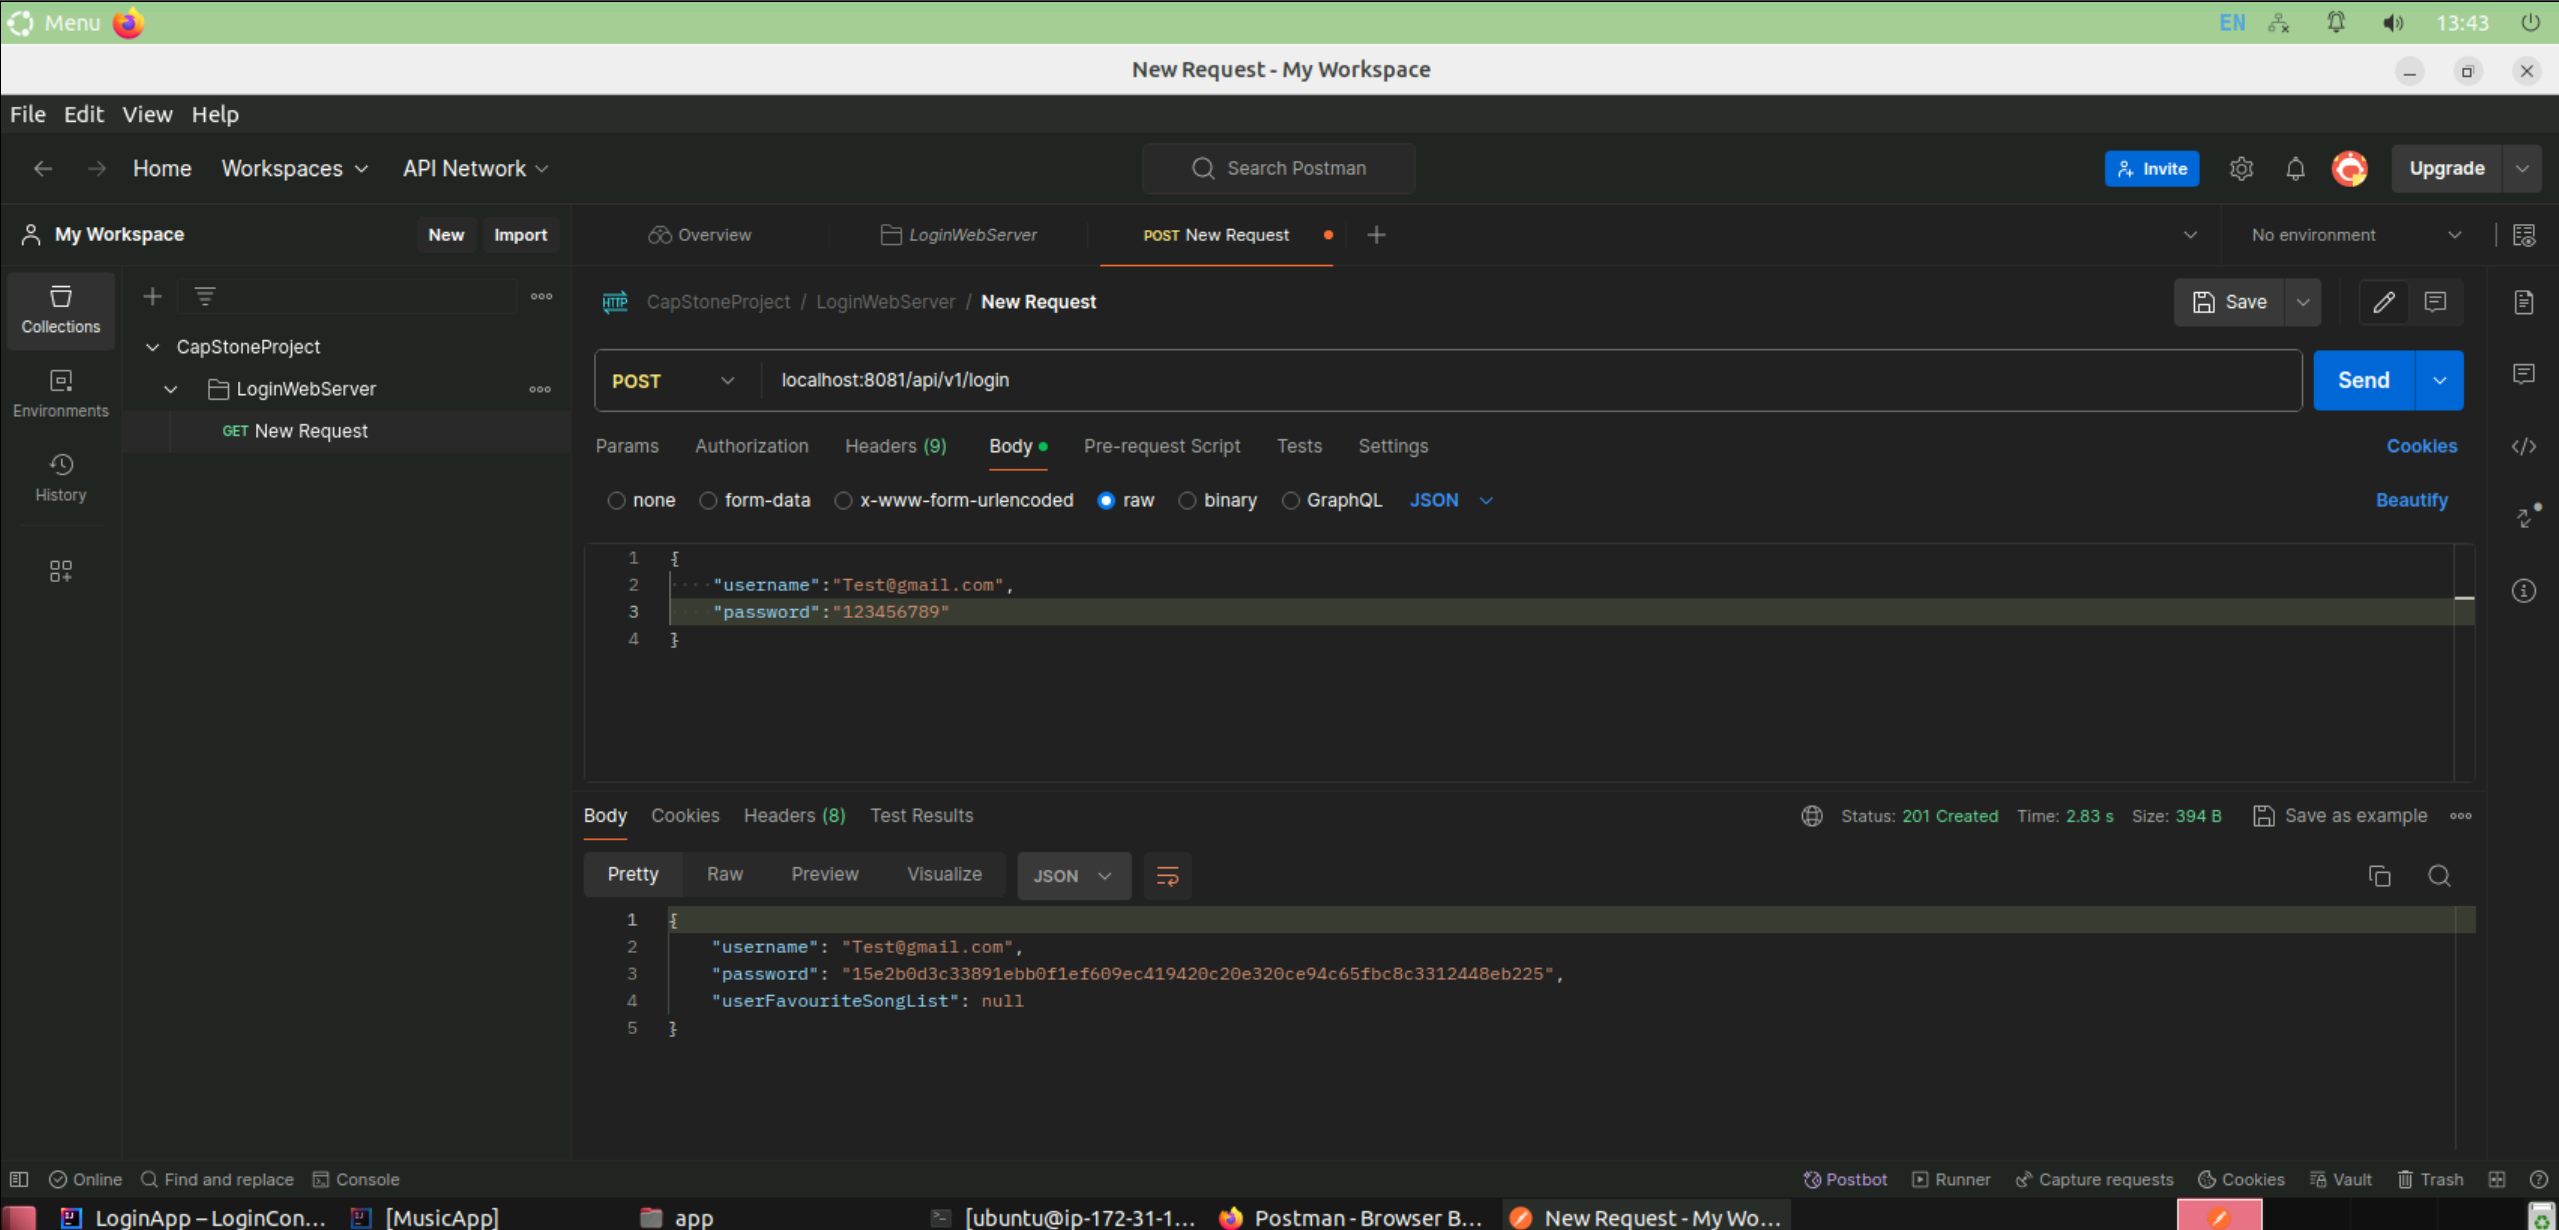 Menu EN 13:43
New Request - My Workspace
File Edit View Help
Home Workspaces API Network Search Postman Invite Upgrade
My Workspace New Import Overview LoginWebServer POST New Request No environment
Collections
CapStoneProject / LoginWebServer / New Request Save
CapStoneProject
POST localhost:8081/api/v1/login Send
LoginWebServer
Environments
GET New Request
Params Authorization Headers (9) Body Pre-request Script Tests Settings Cookies
History
none form-data x-www-form-urlencoded raw binary GraphQL JSON Beautify
1 {
2 "username":"Test@gmail.com",
3 "password":"123456789"
4 }
Body Cookies Headers (8) Test Results Status: 201 Created Time: 2.83 s Size: 394 B Save as example
Pretty Raw Preview Visualize JSON
1 {
2 "username": "Test@gmail.com",
3 "password": "15e2b0d3c33891ebb0f1ef609ec419420c20e320ce94c65fbc8c3312448eb225",
4 "userFavouriteSongList": null
5 }
Online Find and replace Console Postbot Runner Capture requests Cookies Vault Trash
LoginApp – LoginCon... [MusicApp] app [ubuntu@ip-172-31-1... Postman - Browser B... New Request - My Wo...